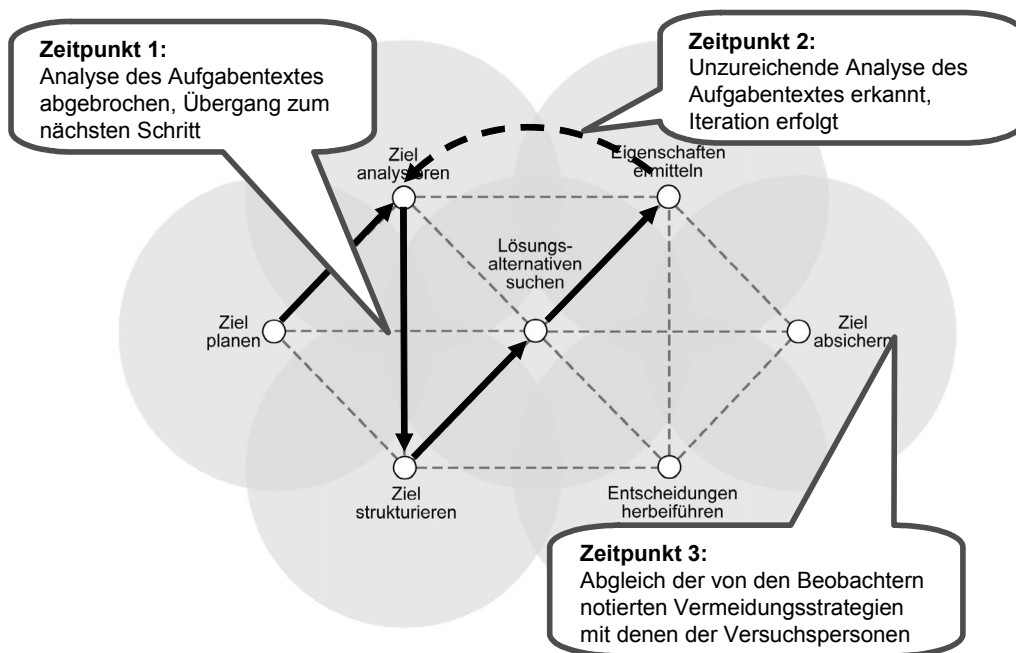 Zeitpunkt 1:
Analyse des Aufgabentextes
abgebrochen, Übergang zum
nächsten Schritt
Zeitpunkt 2:
Unzureichende Analyse des
Aufgabentextes erkannt,
Iteration erfolgt
Ziel
analysieren
Eigenschaften
ermitteln
Lösungs-
alternativen
suchen
Ziel
planen
Ziel
absichern
Ziel
strukturieren
Entscheidungen
herbeiführen
Zeitpunkt 3:
Abgleich der von den Beobachtern
notierten Vermeidungsstrategien
mit denen der Versuchspersonen